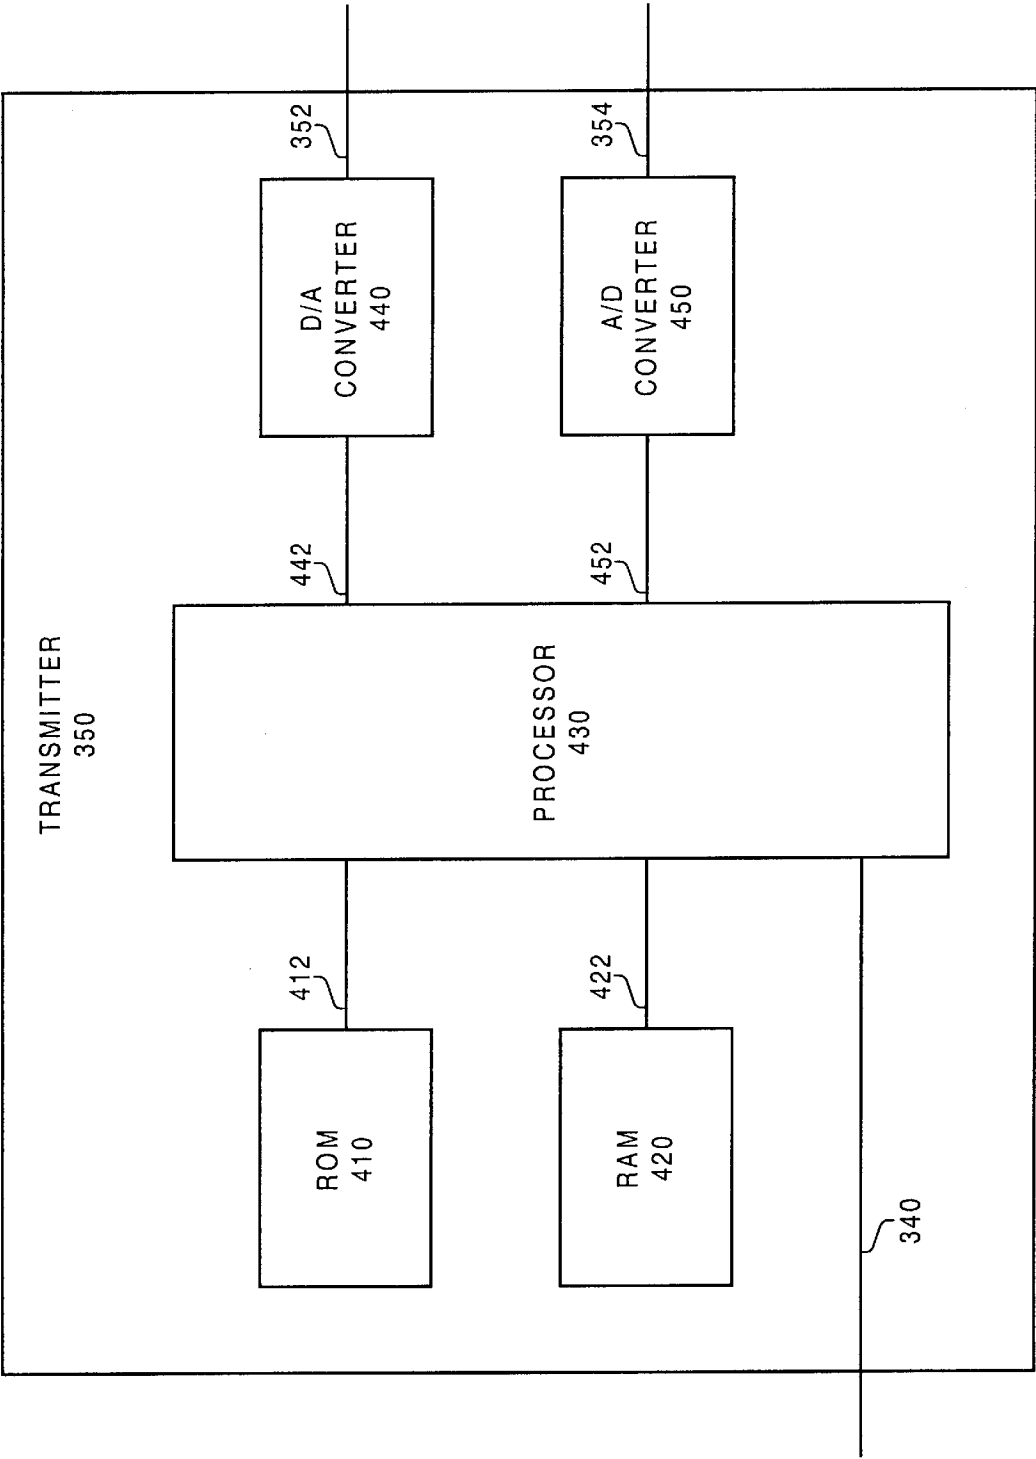 TRANSMITTER
350
ROM
410
412
442
D/A
CONVERTER
440
352
PROCESSOR
430
RAM
420
422
452
A/D
CONVERTER
450
354
340